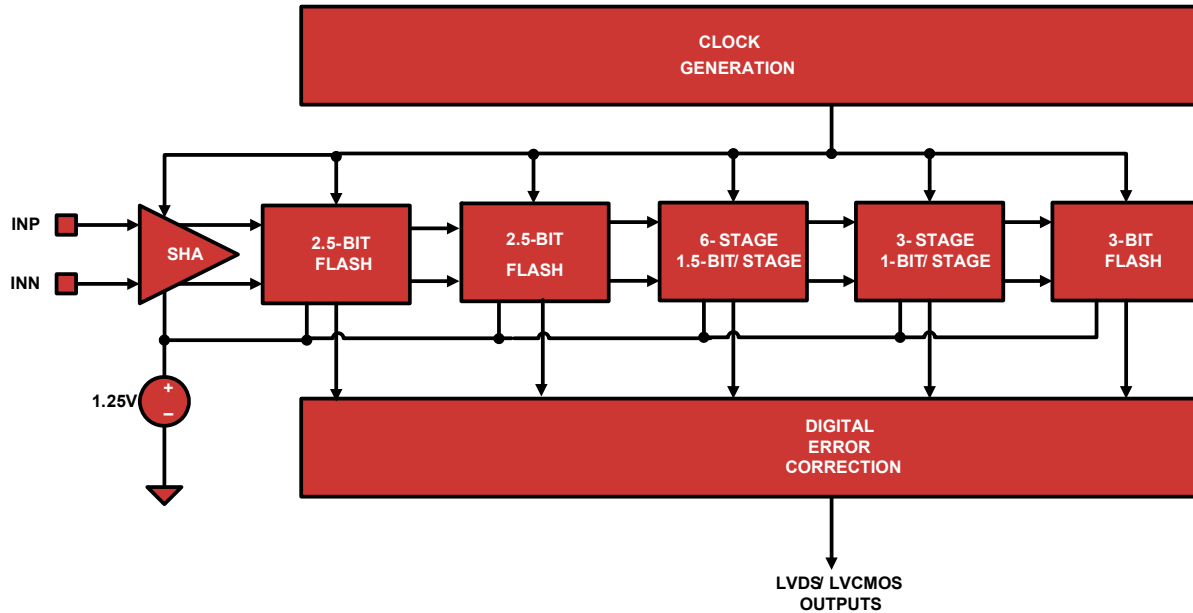 CLOCK
GENERATION
INP
INN
SHA
2.5-BIT
FLASH
2.5-BIT
FLASH
6- STAGE
1.5-BIT/ STAGE
3- STAGE
1-BIT/ STAGE
3-BIT
FLASH
1.25V
+
–
DIGITAL
ERROR
CORRECTION
LVDS/ LVCMOS
OUTPUTS